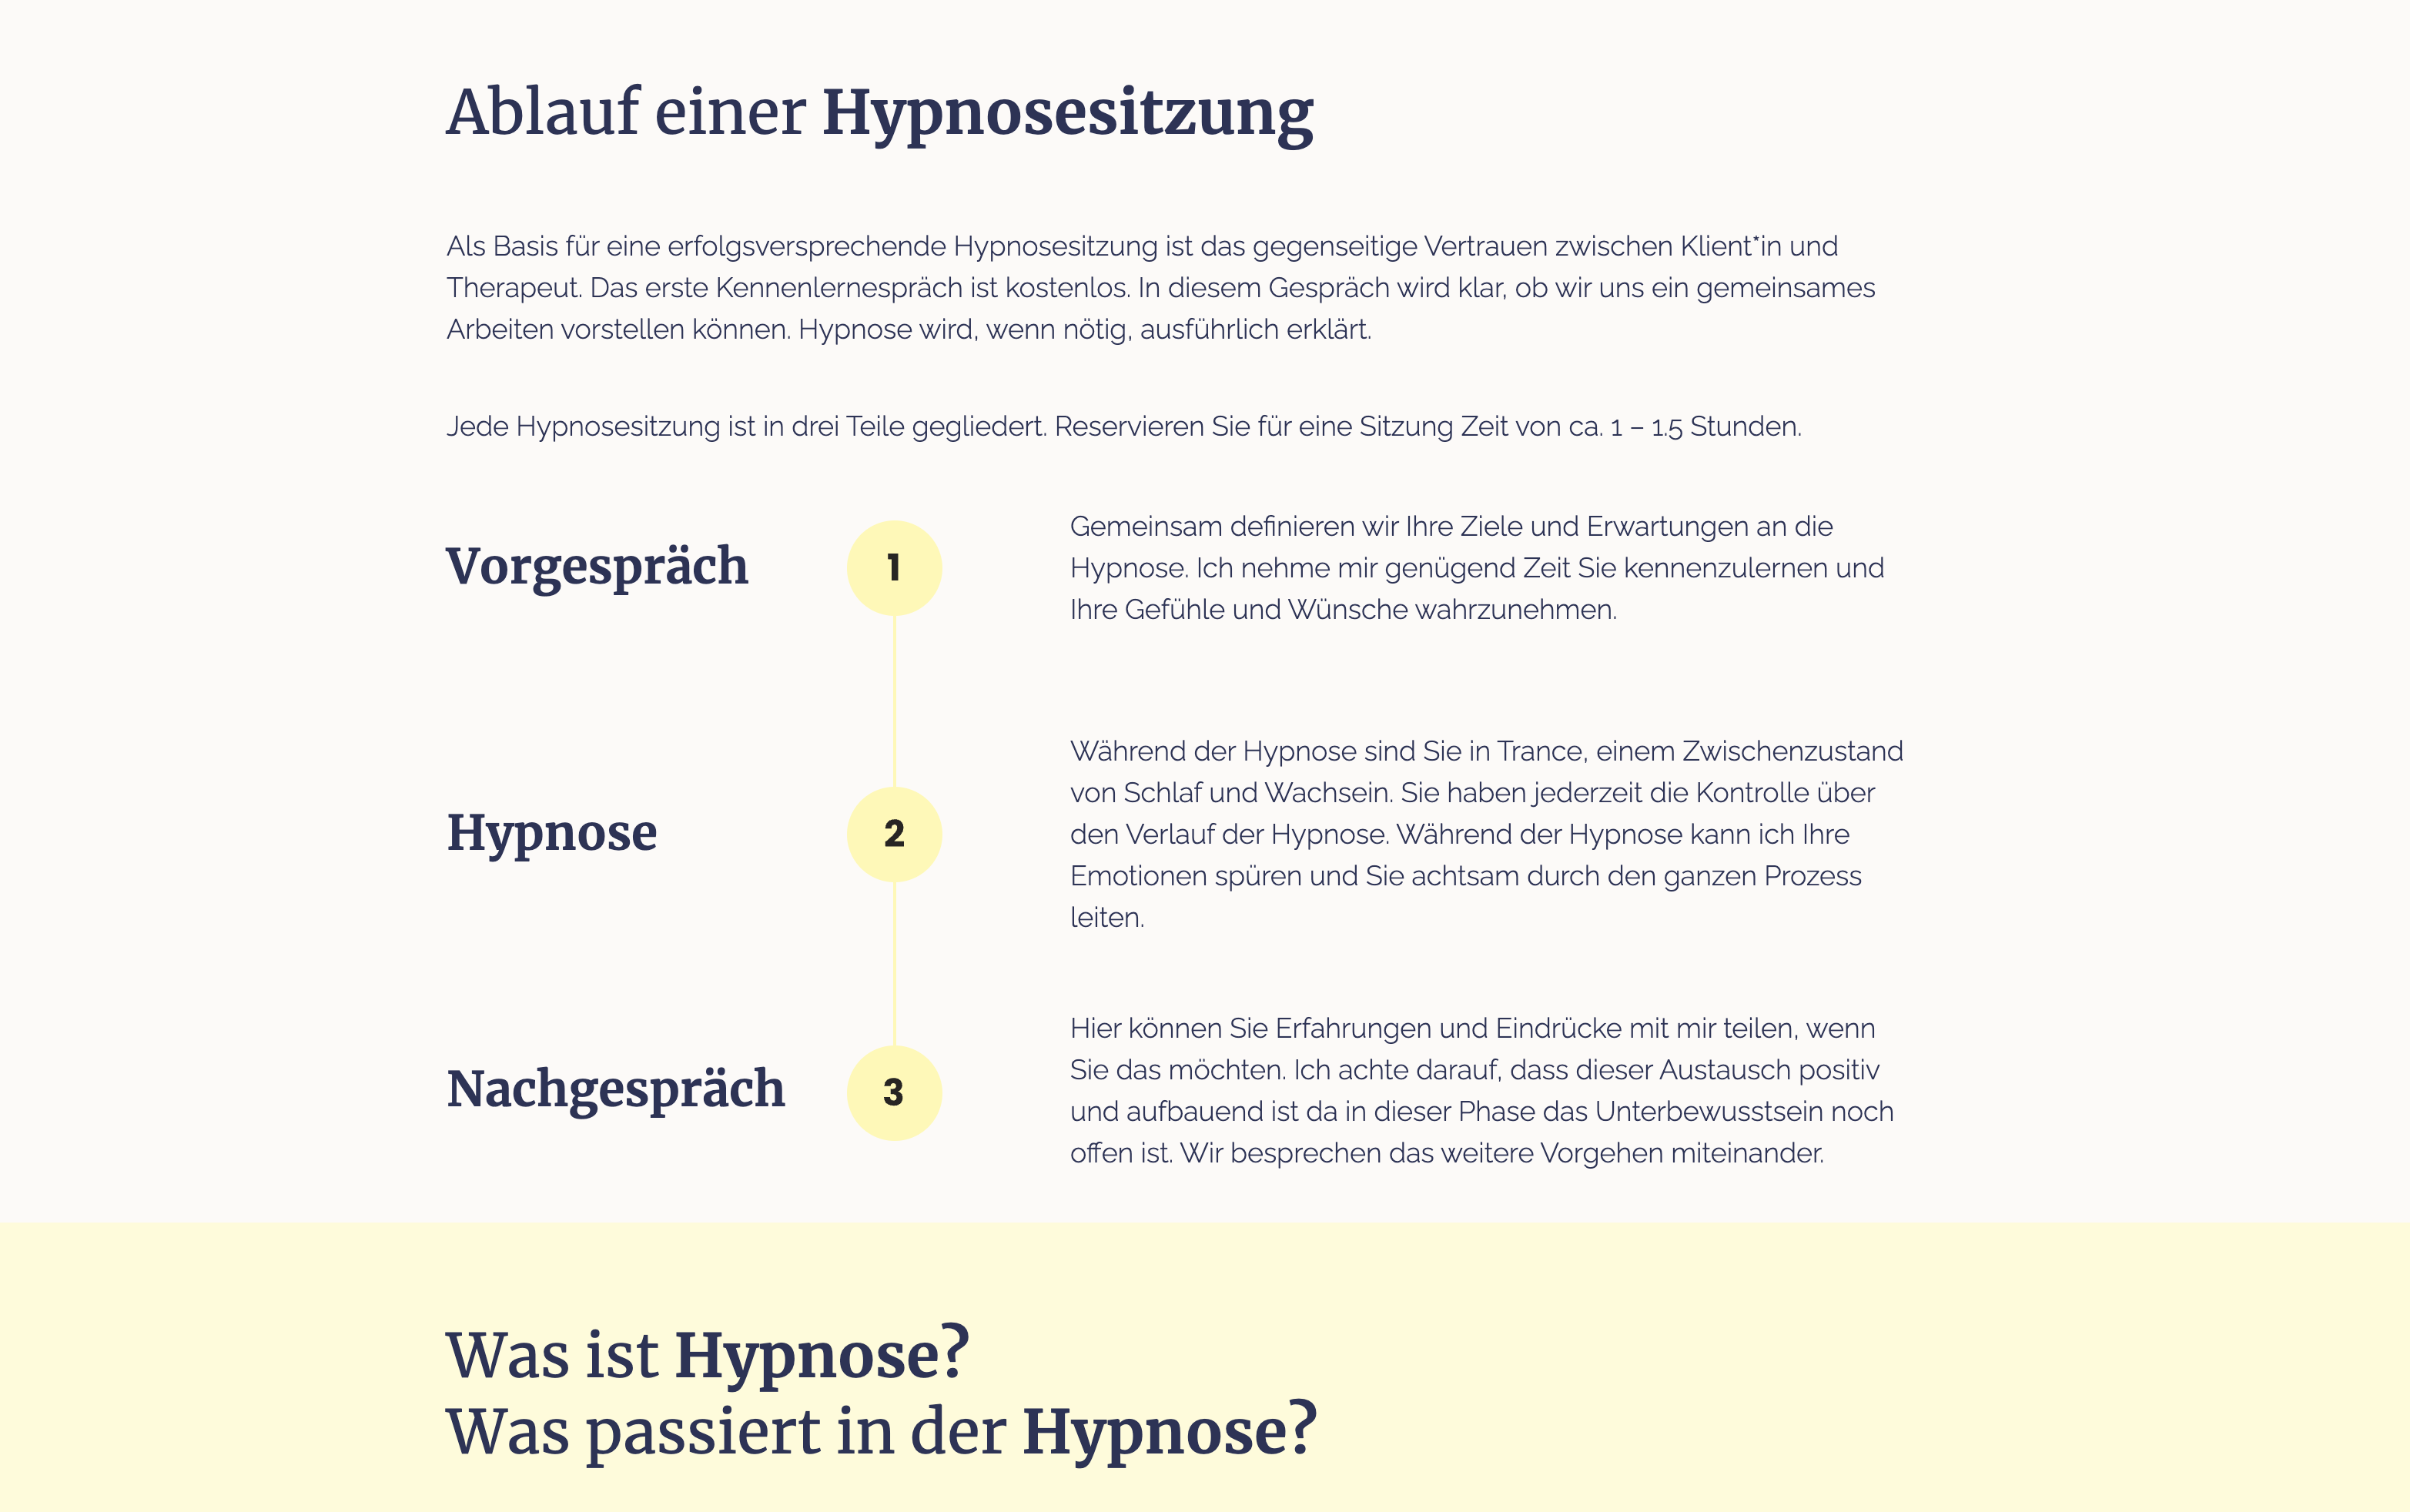 Ablauf einer Hypnosesitzung
Als Basis für eine erfolgsversprechende Hypnosesitzung ist das gegenseitige Vertrauen zwischen Klient*in und
Therapeut. Das erste Kennenlernespräch ist kostenlos. In diesem Gespräch wird klar, ob wir uns ein gemeinsames
Arbeiten vorstellen können. Hypnose wird, wenn nötig, ausführlich erklärt.
Jede Hypnosesitzung ist in drei Teile gegliedert. Reservieren Sie für eine Sitzung Zeit von ca. 1 – 1.5 Stunden.
Vorgespräch
1
Gemeinsam definieren wir Ihre Ziele und Erwartungen an die
Hypnose. Ich nehme mir genügend Zeit Sie kennenzulernen und
Ihre Gefühle und Wünsche wahrzunehmen.
Hypnose
2
Während der Hypnose sind Sie in Trance, einem Zwischenzustand
von Schlaf und Wachsein. Sie haben jederzeit die Kontrolle über
den Verlauf der Hypnose. Während der Hypnose kann ich Ihre
Emotionen spüren und Sie achtsam durch den ganzen Prozess
leiten.
Nachgespräch
3
Hier können Sie Erfahrungen und Eindrücke mit mir teilen, wenn
Sie das möchten. Ich achte darauf, dass dieser Austausch positiv
und aufbauend ist da in dieser Phase das Unterbewusstsein noch
offen ist. Wir besprechen das weitere Vorgehen miteinander.
Was ist Hypnose?
Was passiert in der Hypnose?